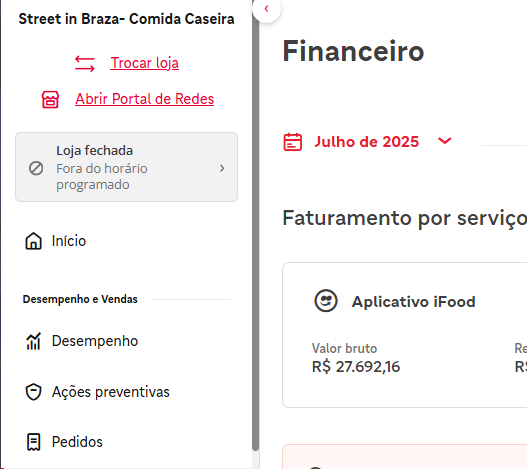 Street in Braza- Comida Caseira
Trocar loja
Abrir Portal de Redes
Loja fechada
Fora do horário
programado
Início
Desempenho e Vendas
Desempenho
Ações preventivas
Pedidos
Financeiro
Julho de 2025
Faturamento por serviço
Aplicativo iFood
Valor bruto
R$ 27.692,16
Re
R$